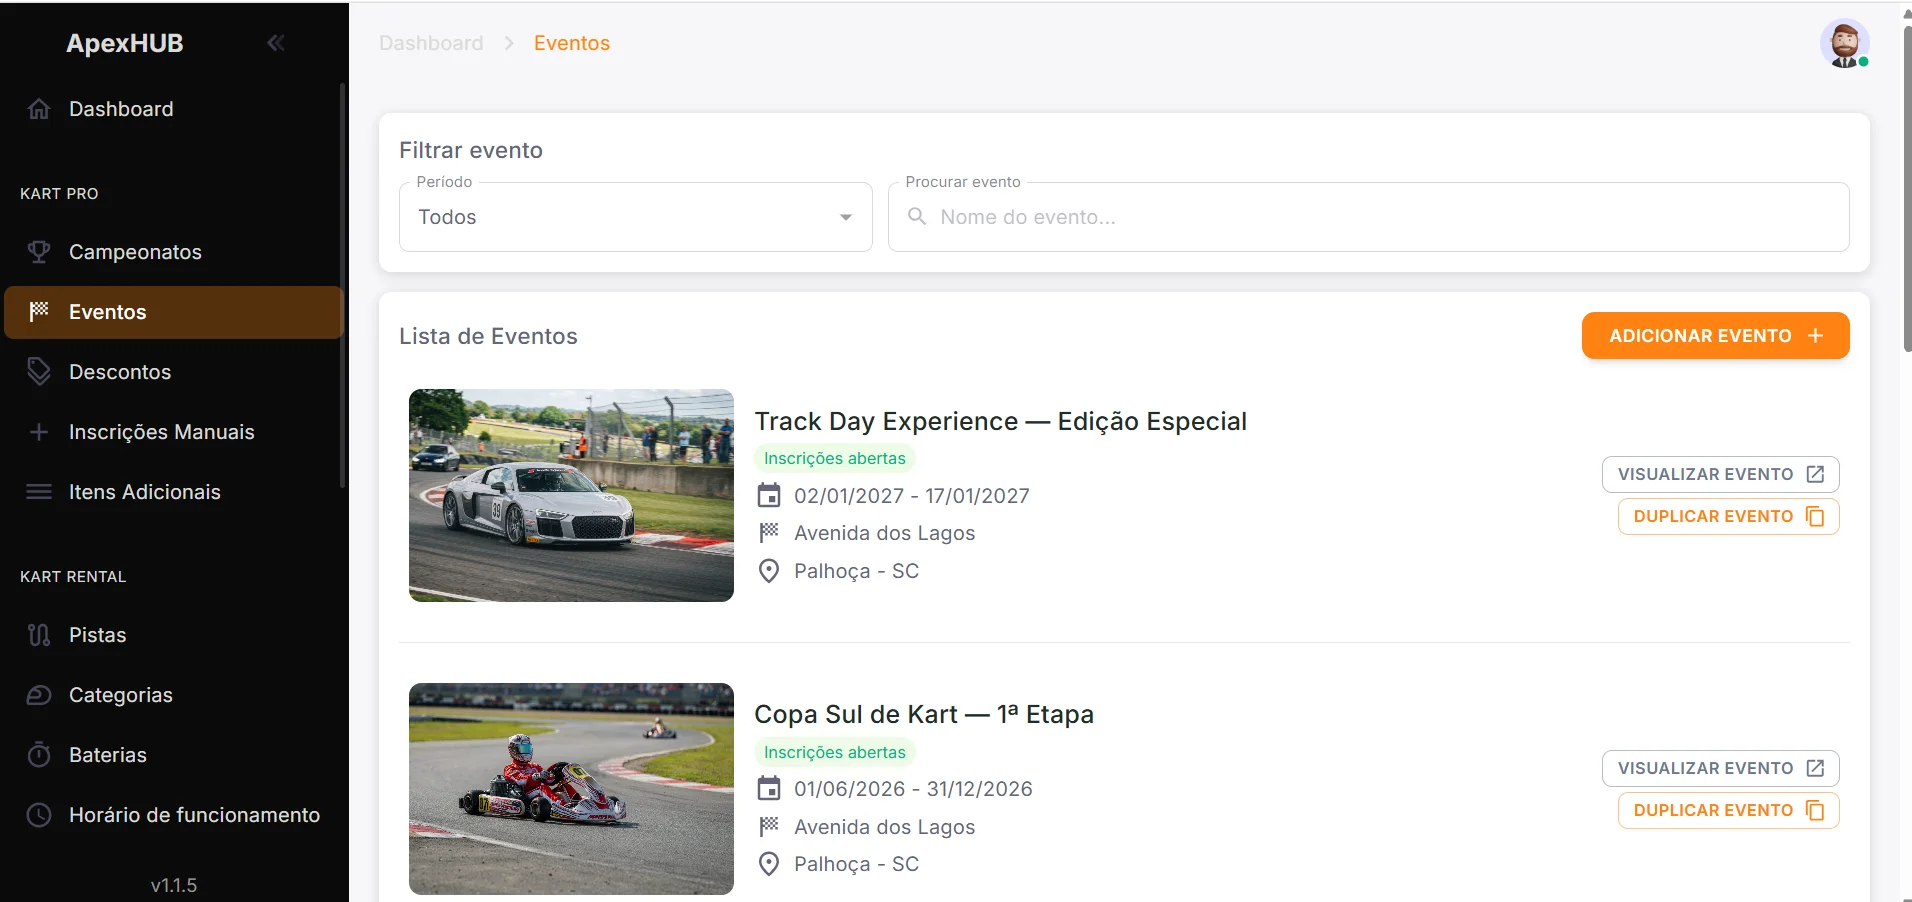 ApexHUB
Dashboard
KART PRO
Campeonatos
Eventos
Descontos
Inscrições Manuais
Itens Adicionais
KART RENTAL
Pistas
Categorias
Baterias
Horário de funcionamento
v1.1.5
Dashboard > Eventos
Filtrar evento
Período
Todos
Procurar evento
Nome do evento...
Lista de Eventos
ADICIONAR EVENTO
Track Day Experience — Edição Especial
Inscrições abertas
02/01/2027 - 17/01/2027
Avenida dos Lagos
Palhoça - SC
VISUALIZAR EVENTO
DUPLICAR EVENTO
39
Copa Sul de Kart — 1ª Etapa
Inscrições abertas
01/06/2026 - 31/12/2026
Avenida dos Lagos
Palhoça - SC
VISUALIZAR EVENTO
DUPLICAR EVENTO